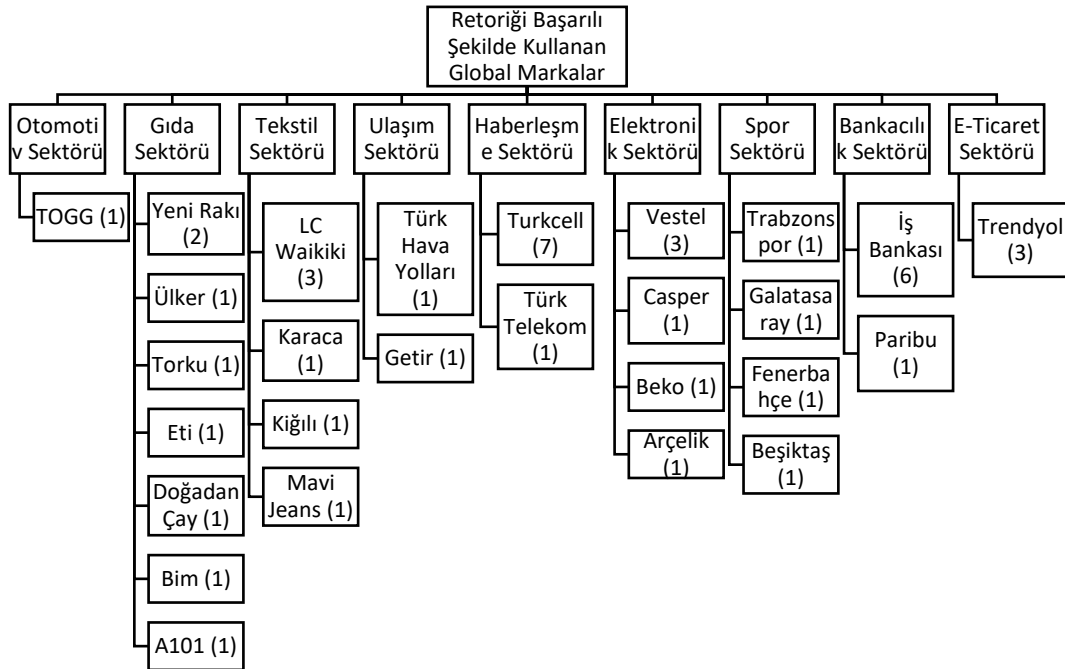 Retoriği Başarılı
Şekilde Kullanan
Global Markalar
Otomoti
v Sektörü
Gıda
Sektörü
Tekstil
Sektörü
Ulaşım
Sektörü
Haberleşm
e Sektörü
Elektroni
k Sektörü
Spor
Sektörü
Bankacılı
k Sektörü
E-Ticaret
Sektörü
TOGG (1)
Yeni Rakı
(2)
Ülker (1)
Torku (1)
Eti (1)
Doğadan
Çay (1)
Bim (1)
A101 (1)
LC
Waikiki
(3)
Karaca
(1)
Kiğılı (1)
Mavi
Jeans (1)
Türk
Hava
Yolları
(1)
Getir (1)
Turkcell
(7)
Türk
Telekom
(1)
Vestel
(3)
Casper
(1)
Beko (1)
Arçelik
(1)
Trabzons
por (1)
Galatasa
ray (1)
Fenerba
hçe (1)
Beşiktaş
(1)
İş
Bankası
(6)
Paribu
(1)
Trendyol
(3)